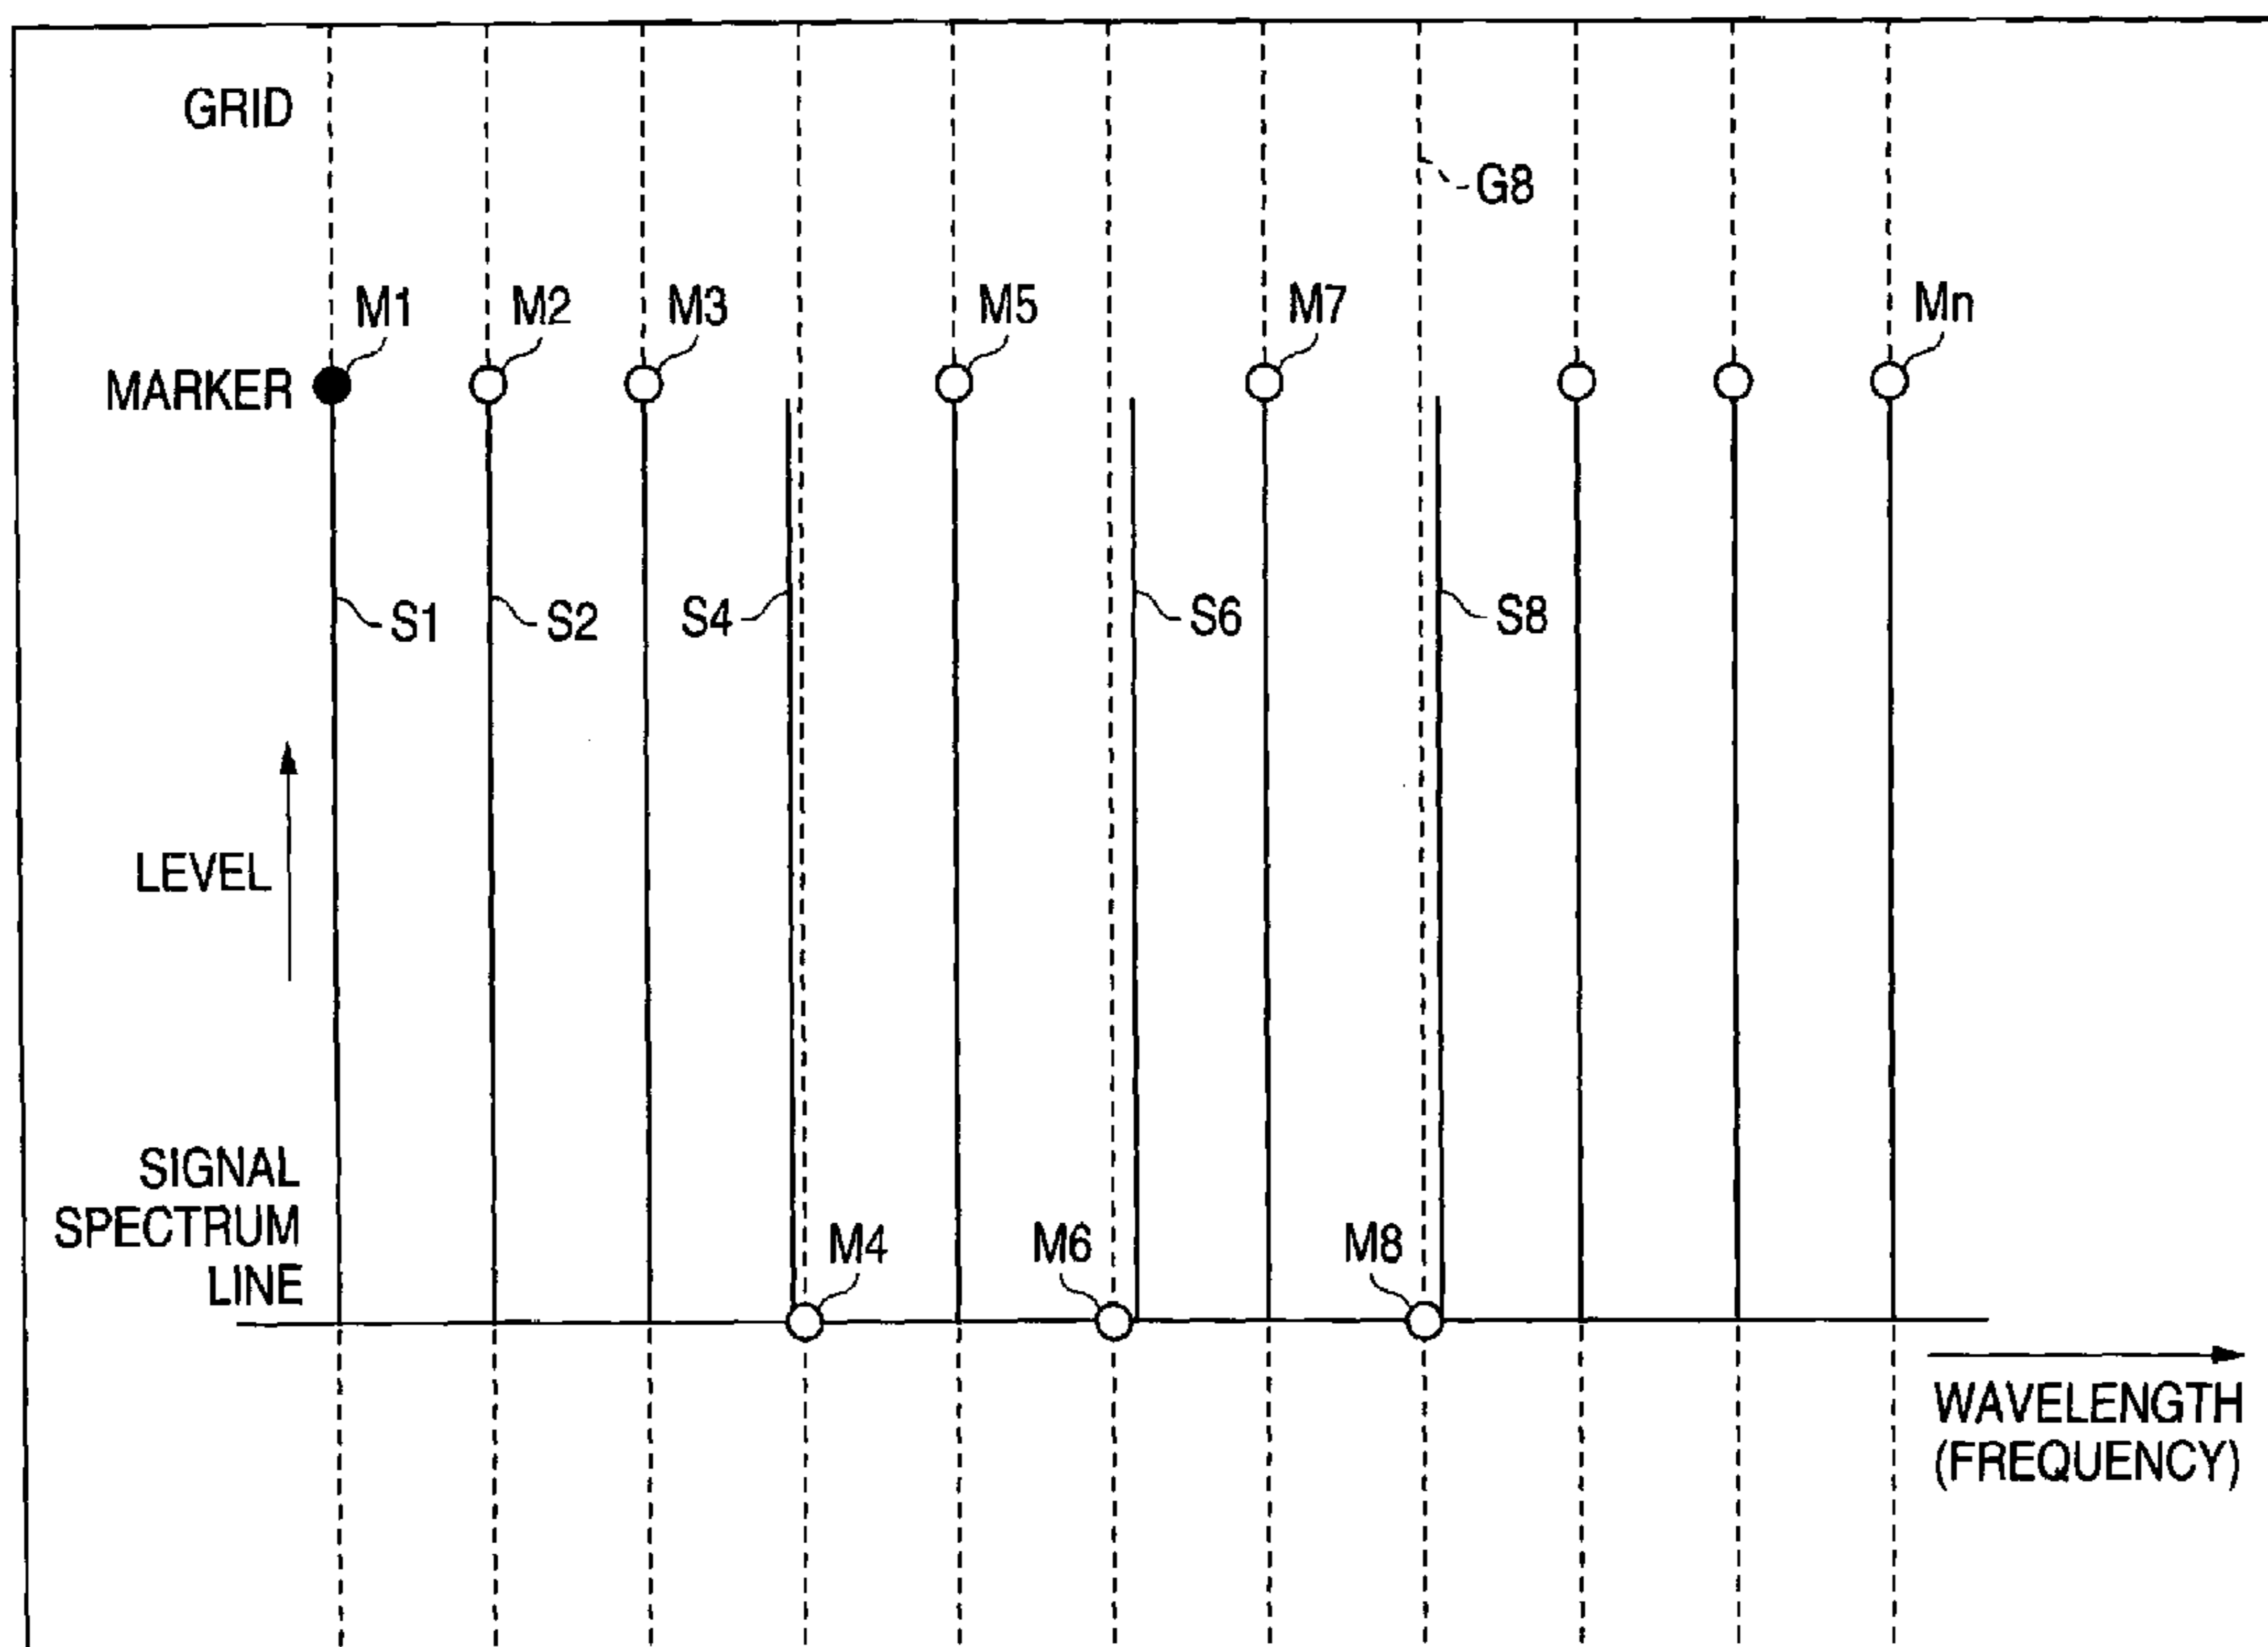 GRID
G8
M1
M2
M3
M5
M7
Mn
MARKER
S1
S2
S4
S6
S8
LEVEL
SIGNAL
SPECTRUM
LINE
M4
M6
M8
WAVELENGTH
(FREQUENCY)